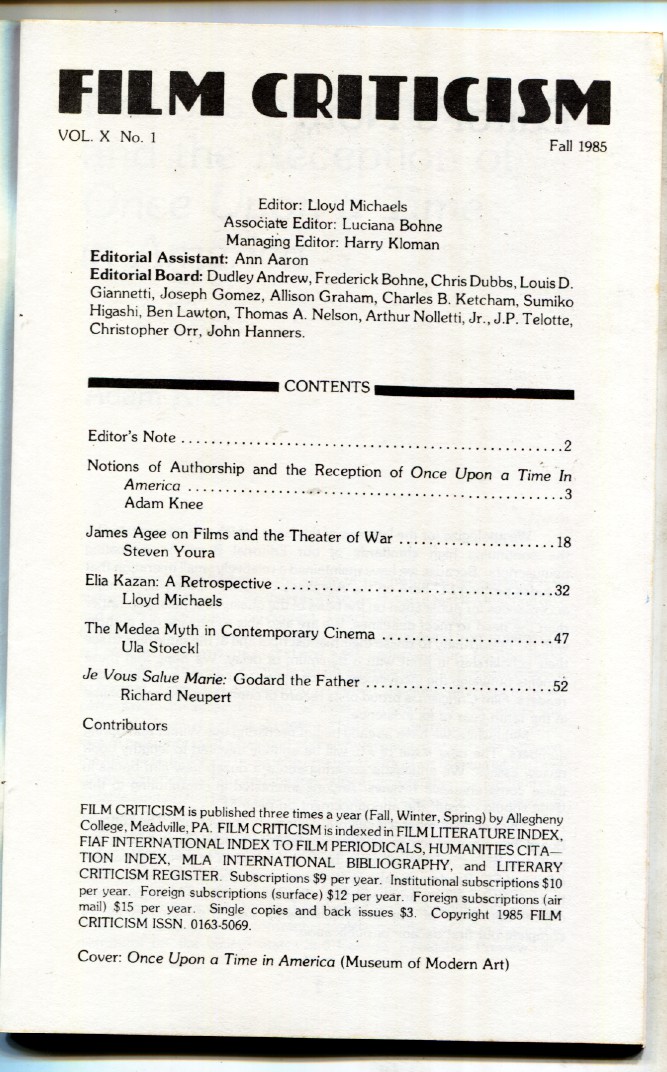 FILM CRITICISM
VOL. X No. 1
Fall 1985
Editor: Lloyd Michaels
Associate Editor: Luciana Bohne
Managing Editor: Harry Kloman
Editorial Assistant: Ann Aaron
Editorial Board: Dudley Andrew, Frederick Bohne, Chris Dubbs, Louis D.
Giannetti, Joseph Gomez, Allison Graham, Charles B. Ketcham, Sumiko
Higashi, Ben Lawton, Thomas A. Nelson, Arthur Nolletti, Jr., J.P. Telotte,
Christopher Orr, John Hanners.
CONTENTS
Editor's Note ..................................................2
Notions of Authorship and the Reception of Once Upon a Time In
America ..................................................3
Adam Knee
James Agee on Films and the Theater of War .....................18
Steven Youra
Elia Kazan: A Retrospective .....................................32
Lloyd Michaels
The Medea Myth in Contemporary Cinema ........................47
Ula Stoeckl
Je Vous Salue Marie: Godard the Father ..........................52
Richard Neupert
Contributors
FILM CRITICISM is published three times a year (Fall, Winter, Spring) by Allegheny
College, Meadville, PA. FILM CRITICISM is indexed in FILM LITERATURE INDEX,
FIAF INTERNATIONAL INDEX TO FILM PERIODICALS, HUMANITIES CITA—
TION INDEX, MLA INTERNATIONAL BIBLIOGRAPHY, and LITERARY
CRITICISM REGISTER. Subscriptions $9 per year. Institutional subscriptions $10
per year. Foreign subscriptions (surface) $12 per year. Foreign subscriptions (air
mail) $15 per year. Single copies and back issues $3. Copyright 1985 FILM
CRITICISM ISSN. 0163-5069.
Cover: Once Upon a Time in America (Museum of Modern Art)